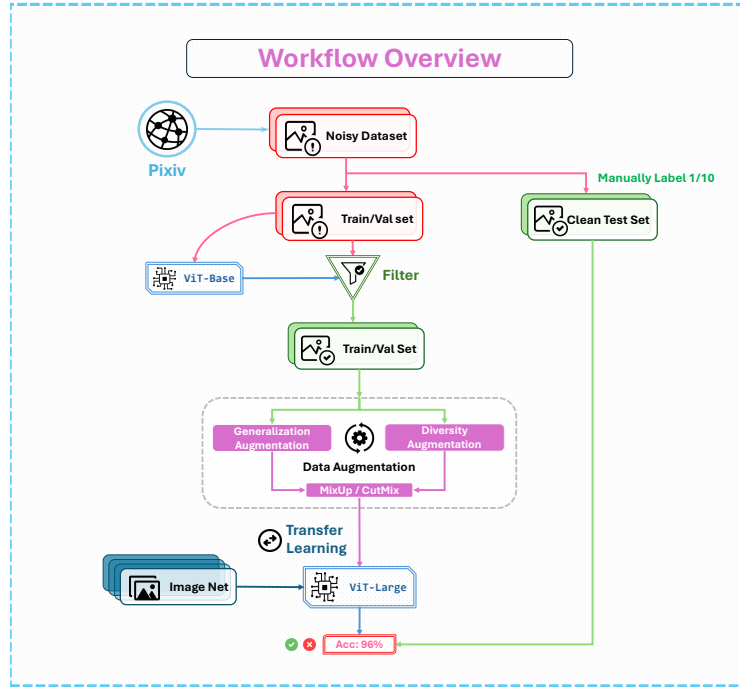 Workflow Overview
Noisy Dataset
Pixiv
Manually Label 1/10
Train/Val set
Clean Test Set
ViT-Base
Filter
Train/Val Set
Generalization
Augmentation
Diversity
Augmentation
Data Augmentation
MixUp / CutMix
Transfer
Learning
Image Net
ViT-Large
Acc: 96%